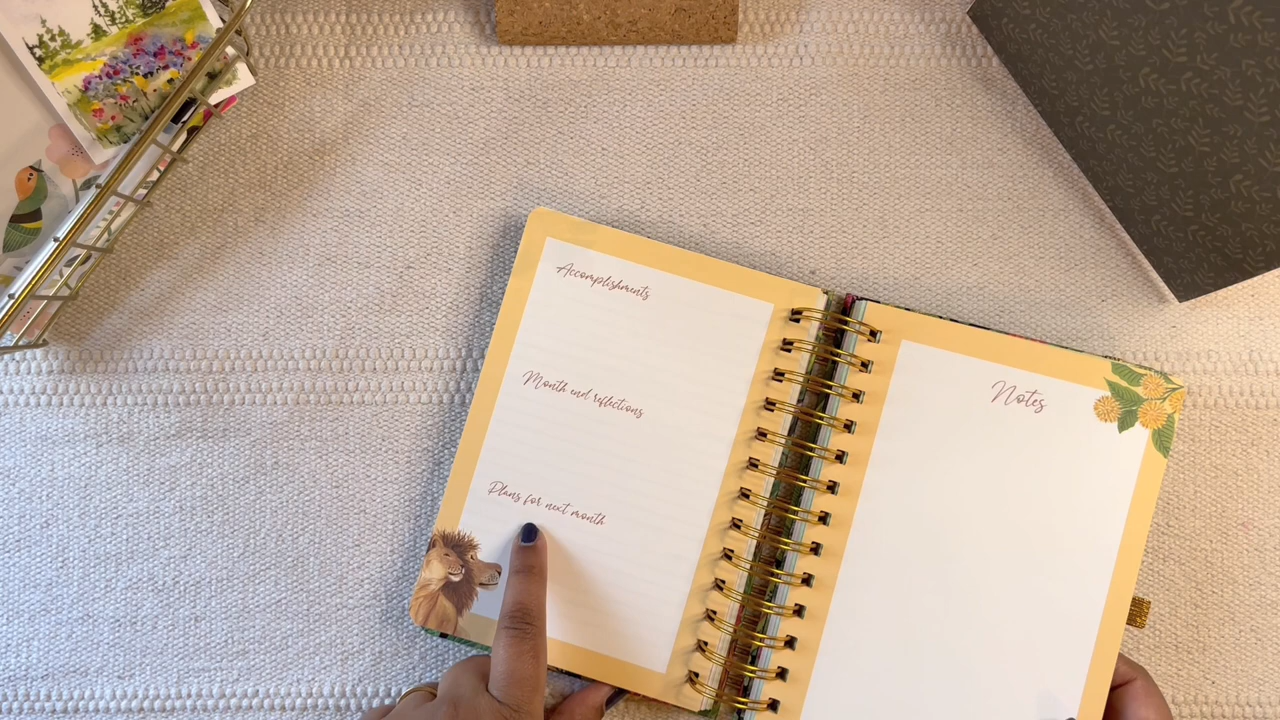 Accomplishments
Month end reflections
Plans for next month
Notes